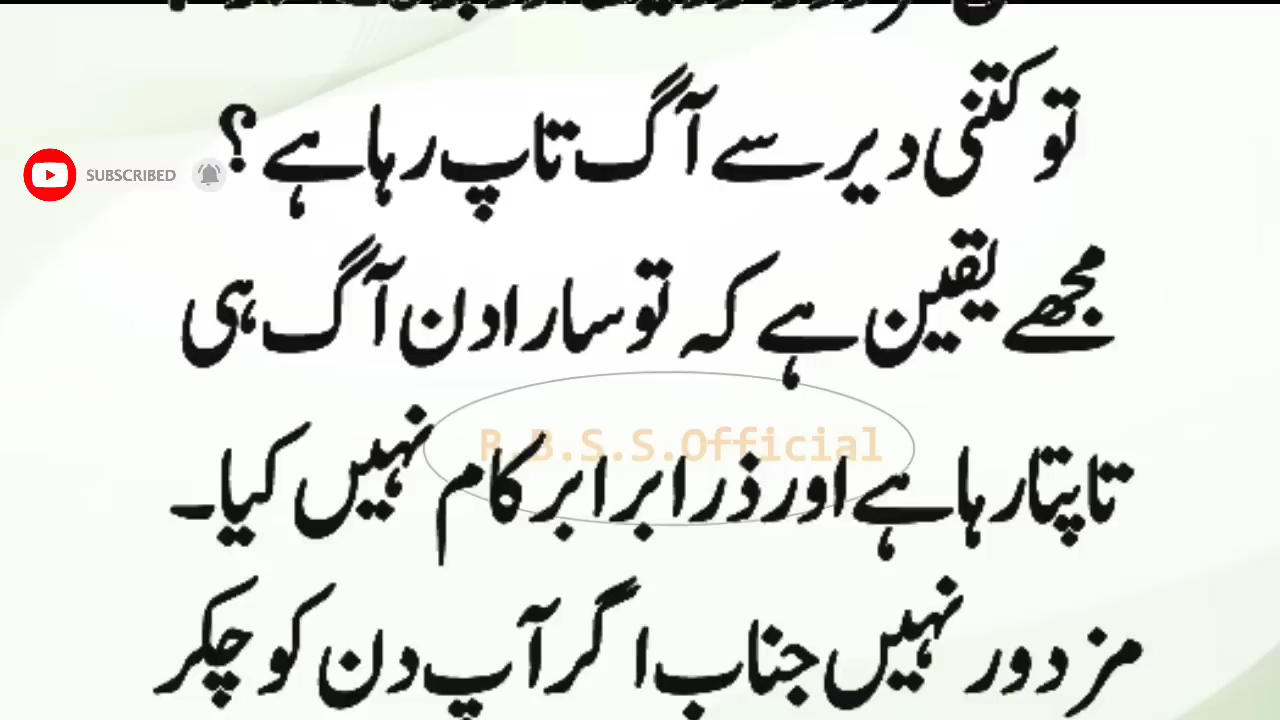 تو کتنی دیر سے آگ تاپ رہا ہے؟
SUBSCRIBED
مجھے یقین ہے کہ تو سارا دن آگ ہی
R.B.S.S.Official
تاپتا رہا ہے اور ذرا برابر کام نہیں کیا۔
مزدور نہیں جناب اگر آپ دن کو چکر